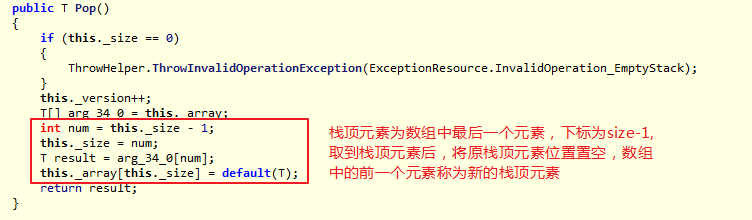 public T Pop()
{
if (this._size == 0)
{
ThrowHelper.ThrowInvalidOperationException(ExceptionResource.InvalidOperation_EmptyStack);
}
this._version++;
T[] arg_34_0 = this._array;
int num = this._size - 1;
this._size = num;
T result = arg_34_0[num];
this._array[this._size] = default(T);
return result;
}
栈顶元素为数组中最后一个元素，下标为size-1,
取到栈顶元素后，将原栈顶元素位置置空，数组
中的前一个元素称为新的栈顶元素